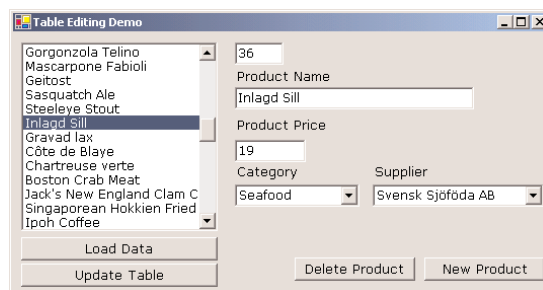 Table Editing Demo
Gorgonzola Telino
Mascarpone Fabioli
Geitost
Sasquatch Ale
Steeleye Stout
Inlagd Sill
Gravad lax
Côte de Blaye
Chartreuse verte
Boston Crab Meat
Jack's New England Clam C
Singaporean Hokkien Fried
Ipoh Coffee
Load Data
Update Table
36
Product Name
Inlagd Sill
Product Price
19
Category
Supplier
Seafood
Svensk Sjöföda AB
Delete Product
New Product